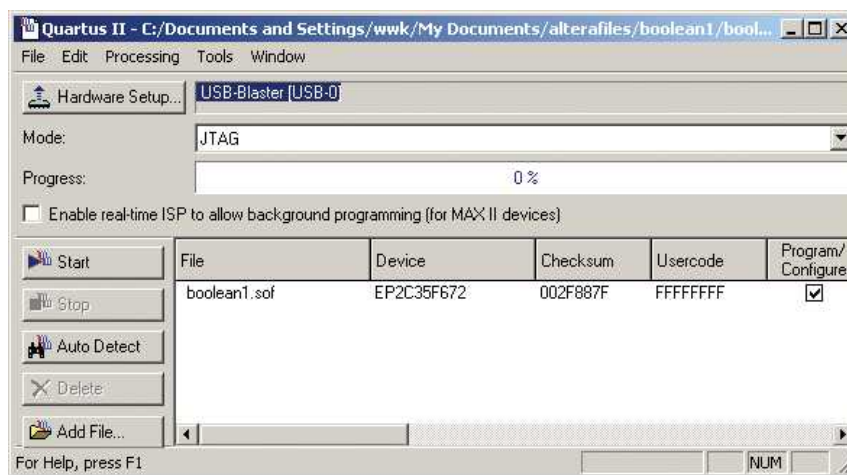 Quartus II - C:/Documents and Settings/wwk/My Documents/alterafiles/boolean1/bool...
File Edit Processing Tools Window
Hardware Setup... USB-Blaster [USB-0]
Mode: JTAG
Progress: 0 %
Enable real-time ISP to allow background programming (for MAX II devices)
Start
Stop
Auto Detect
Delete
Add File...
File Device Checksum Usercode Program/
Configure
boolean1.sof EP2C35F672 002F887F FFFFFFFF
For Help, press F1 NUM